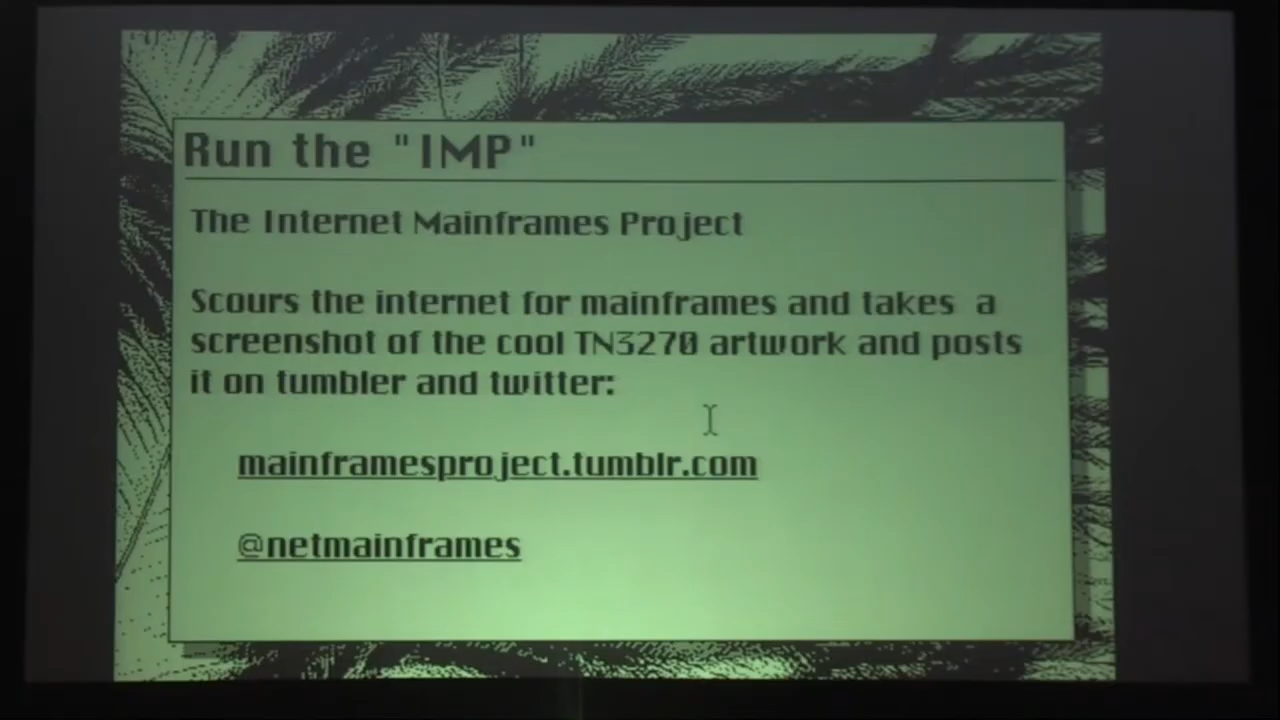 Run the "IMP"
The Internet Mainframes Project
Scours the internet for mainframes and takes a
screenshot of the cool TN3270 artwork and posts
it on tumbler and twitter:
mainframesproject.tumblr.com
@netmainframes